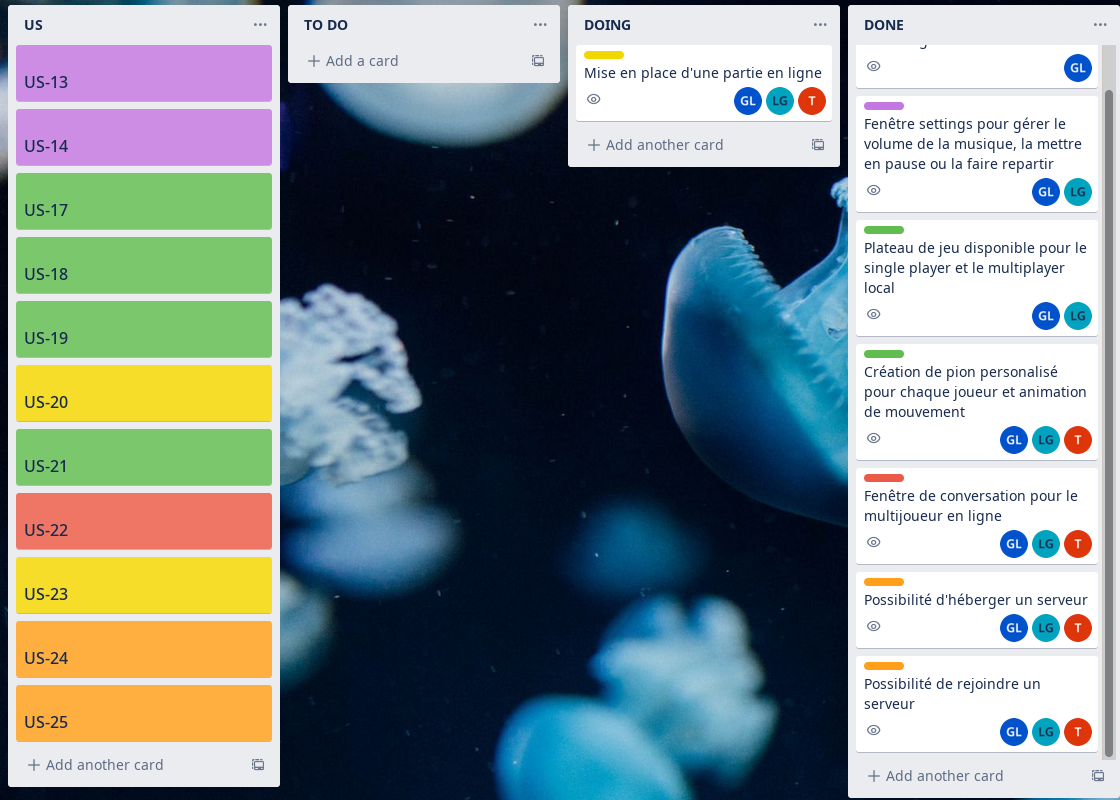 US
US-13
US-14
US-17
US-18
US-19
US-20
US-21
US-22
US-23
US-24
US-25
Add another card
TO DO
Add a card
DOING
Mise en place d'une partie en ligne
GL LG T
Add another card
DONE
GL
Fenêtre settings pour gérer le
volume de la musique, la mettre
en pause ou la faire repartir
GL LG
Plateau de jeu disponible pour le
single player et le multiplayer
local
GL LG
Création de pion personalisé
pour chaque joueur et animation
de mouvement
GL LG T
Fenêtre de conversation pour le
multijoueur en ligne
GL LG T
Possibilité d'héberger un serveur
GL LG T
Possibilité de rejoindre un
serveur
GL LG T
Add another card